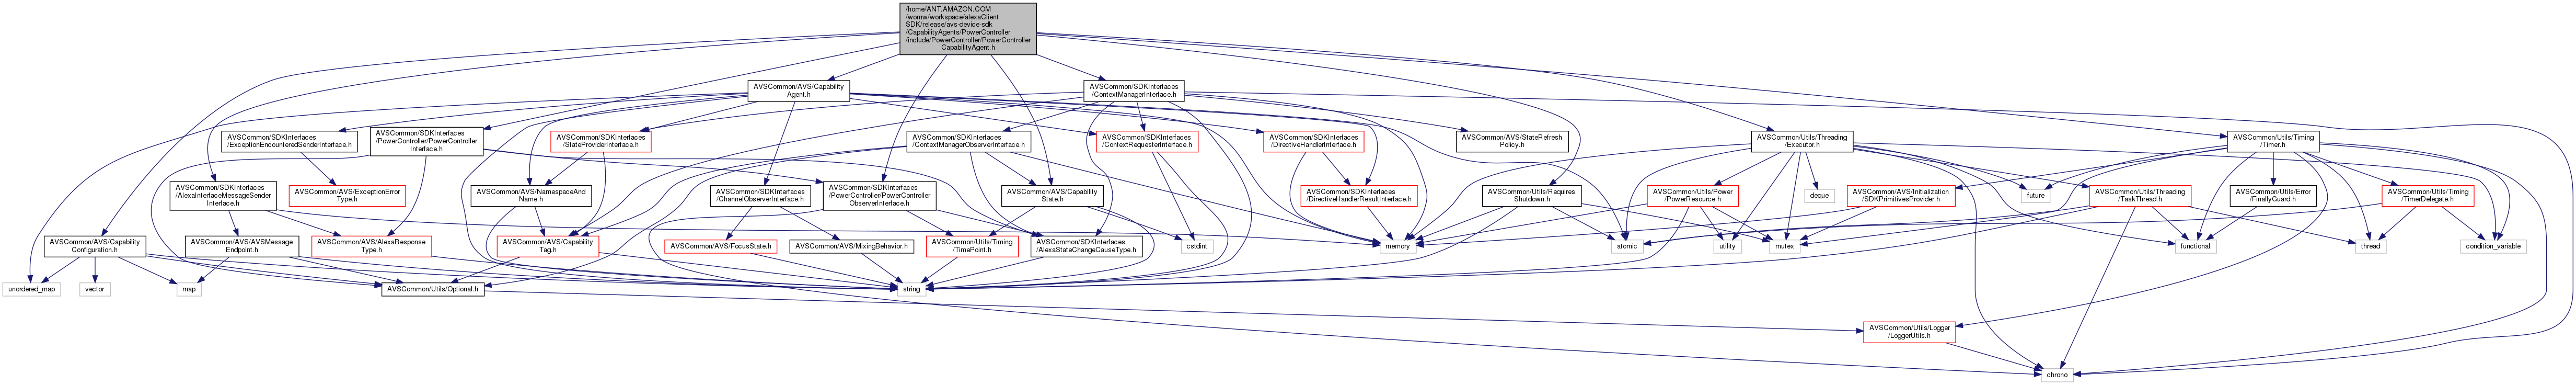 /home/ANT.AMAZON.COM
/womw/workspace/alexaClient
SDK/release/avs-device-sdk
/CapabilityAgents/PowerController
/include/PowerController/PowerController
CapabilityAgent.h
AVSCommon/AVS/Capability
Agent.h
AVSCommon/SDKInterfaces
/ContextManagerInterface.h
AVSCommon/SDKInterfaces
/ExceptionEncounteredSenderInterface.h
AVSCommon/SDKInterfaces
/PowerController/PowerController
Interface.h
AVSCommon/SDKInterfaces
/StateProviderInterface.h
AVSCommon/SDKInterfaces
/ContextManagerObserverInterface.h
AVSCommon/SDKInterfaces
/ContextRequesterInterface.h
AVSCommon/SDKInterfaces
/DirectiveHandlerInterface.h
AVSCommon/AVS/StateRefresh
Policy.h
AVSCommon/Utils/Threading
/Executor.h
AVSCommon/Utils/Timing
/Timer.h
AVSCommon/SDKInterfaces
/AlexaInterfaceMessageSender
Interface.h
AVSCommon/AVS/ExceptionError
Type.h
AVSCommon/AVS/NamespaceAnd
Name.h
AVSCommon/SDKInterfaces
/ChannelObserverInterface.h
AVSCommon/SDKInterfaces
/PowerController/PowerController
ObserverInterface.h
AVSCommon/AVS/Capability
State.h
AVSCommon/SDKInterfaces
/DirectiveHandlerResultInterface.h
AVSCommon/Utils/Requires
Shutdown.h
AVSCommon/Utils/Power
/PowerResource.h
deque
AVSCommon/AVS/Initialization
/SDKPrimitivesProvider.h
future
AVSCommon/Utils/Threading
/TaskThread.h
AVSCommon/Utils/Error
/FinallyGuard.h
AVSCommon/Utils/Timing
/TimerDelegate.h
AVSCommon/AVS/Capability
Configuration.h
AVSCommon/AVS/AVSMessage
Endpoint.h
AVSCommon/AVS/AlexaResponse
Type.h
AVSCommon/AVS/Capability
Tag.h
AVSCommon/AVS/FocusState.h
AVSCommon/AVS/MixingBehavior.h
AVSCommon/Utils/Timing
/TimePoint.h
AVSCommon/SDKInterfaces
/AlexaStateChangeCauseType.h
cstdint
memory
atomic
utility
mutex
functional
thread
condition_variable
unordered_map
vector
map
AVSCommon/Utils/Optional.h
string
AVSCommon/Utils/Logger
/LoggerUtils.h
chrono